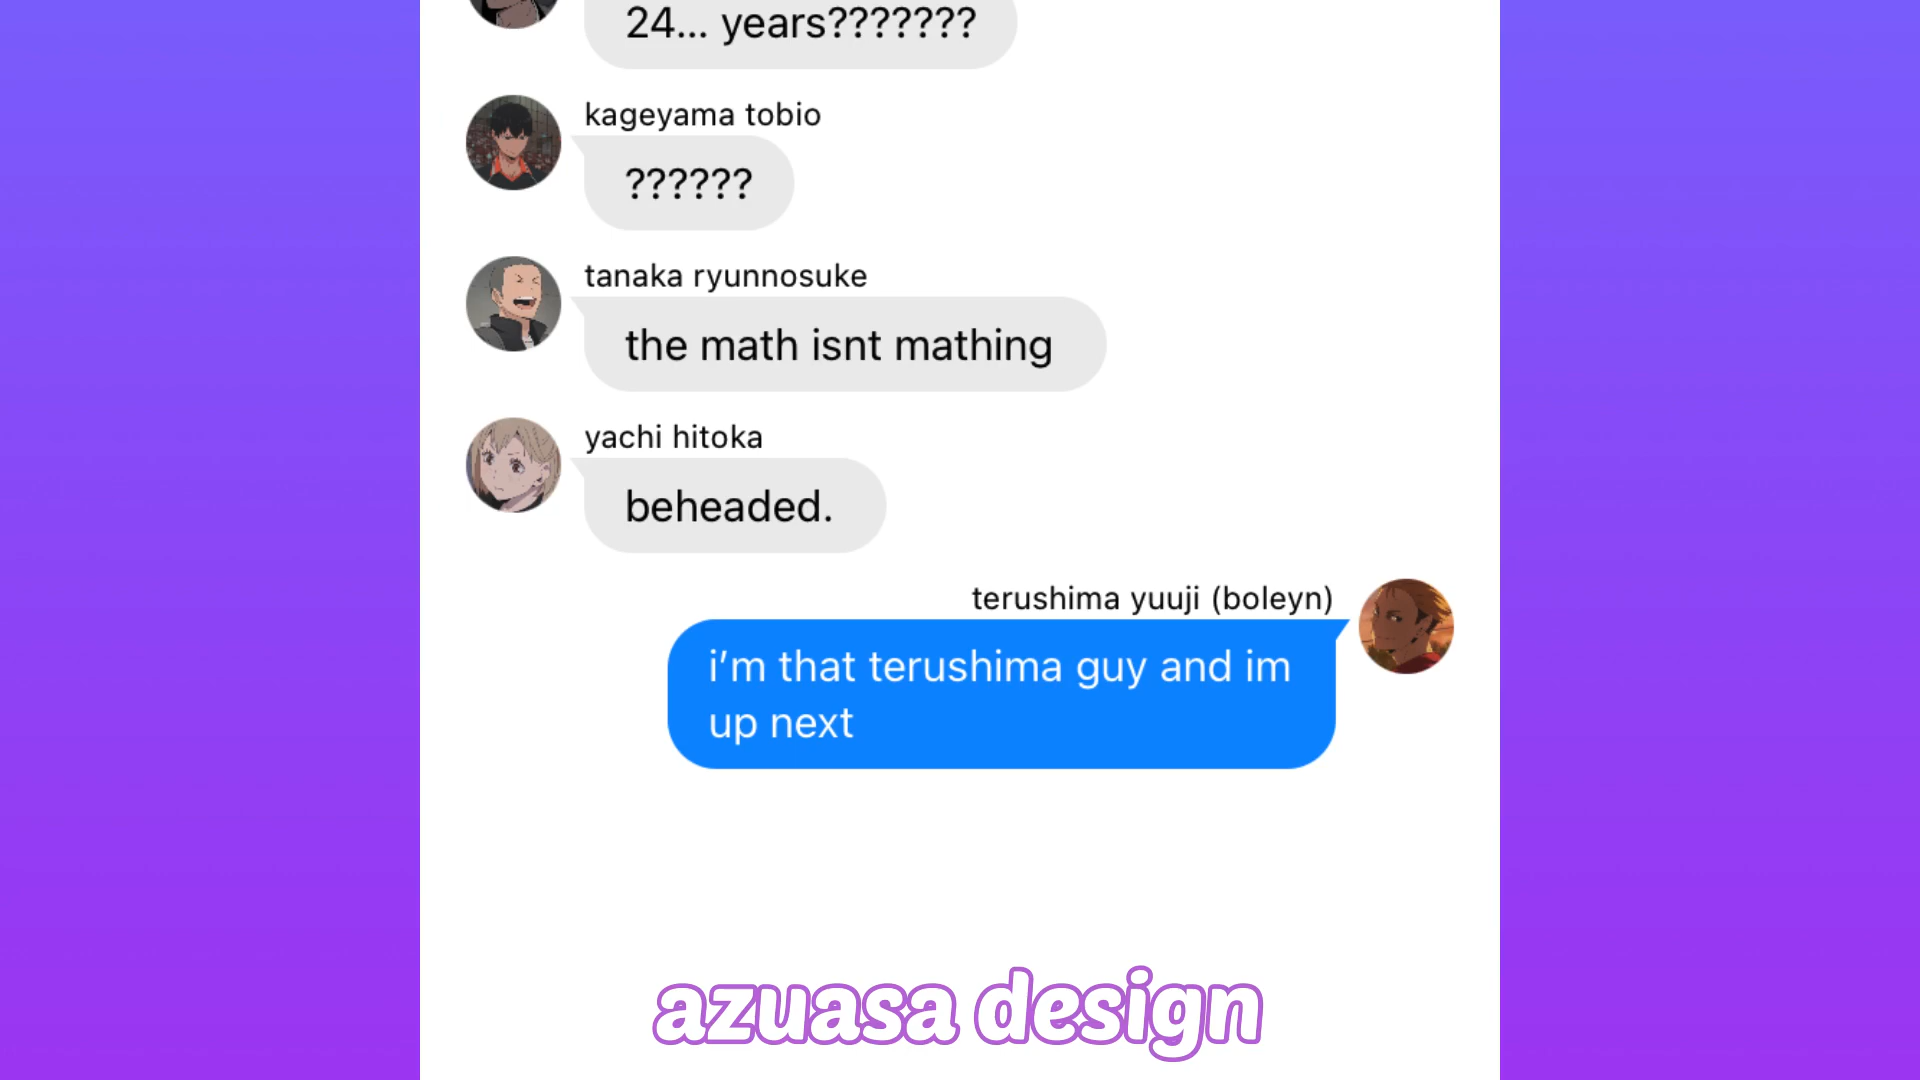 24... years???????
kageyama tobio
??????
tanaka ryunnosuke
the math isnt mathing
yachi hitoka
beheaded.
terushima yuuji (boleyn)
i’m that terushima guy and im
up next
azuasa design